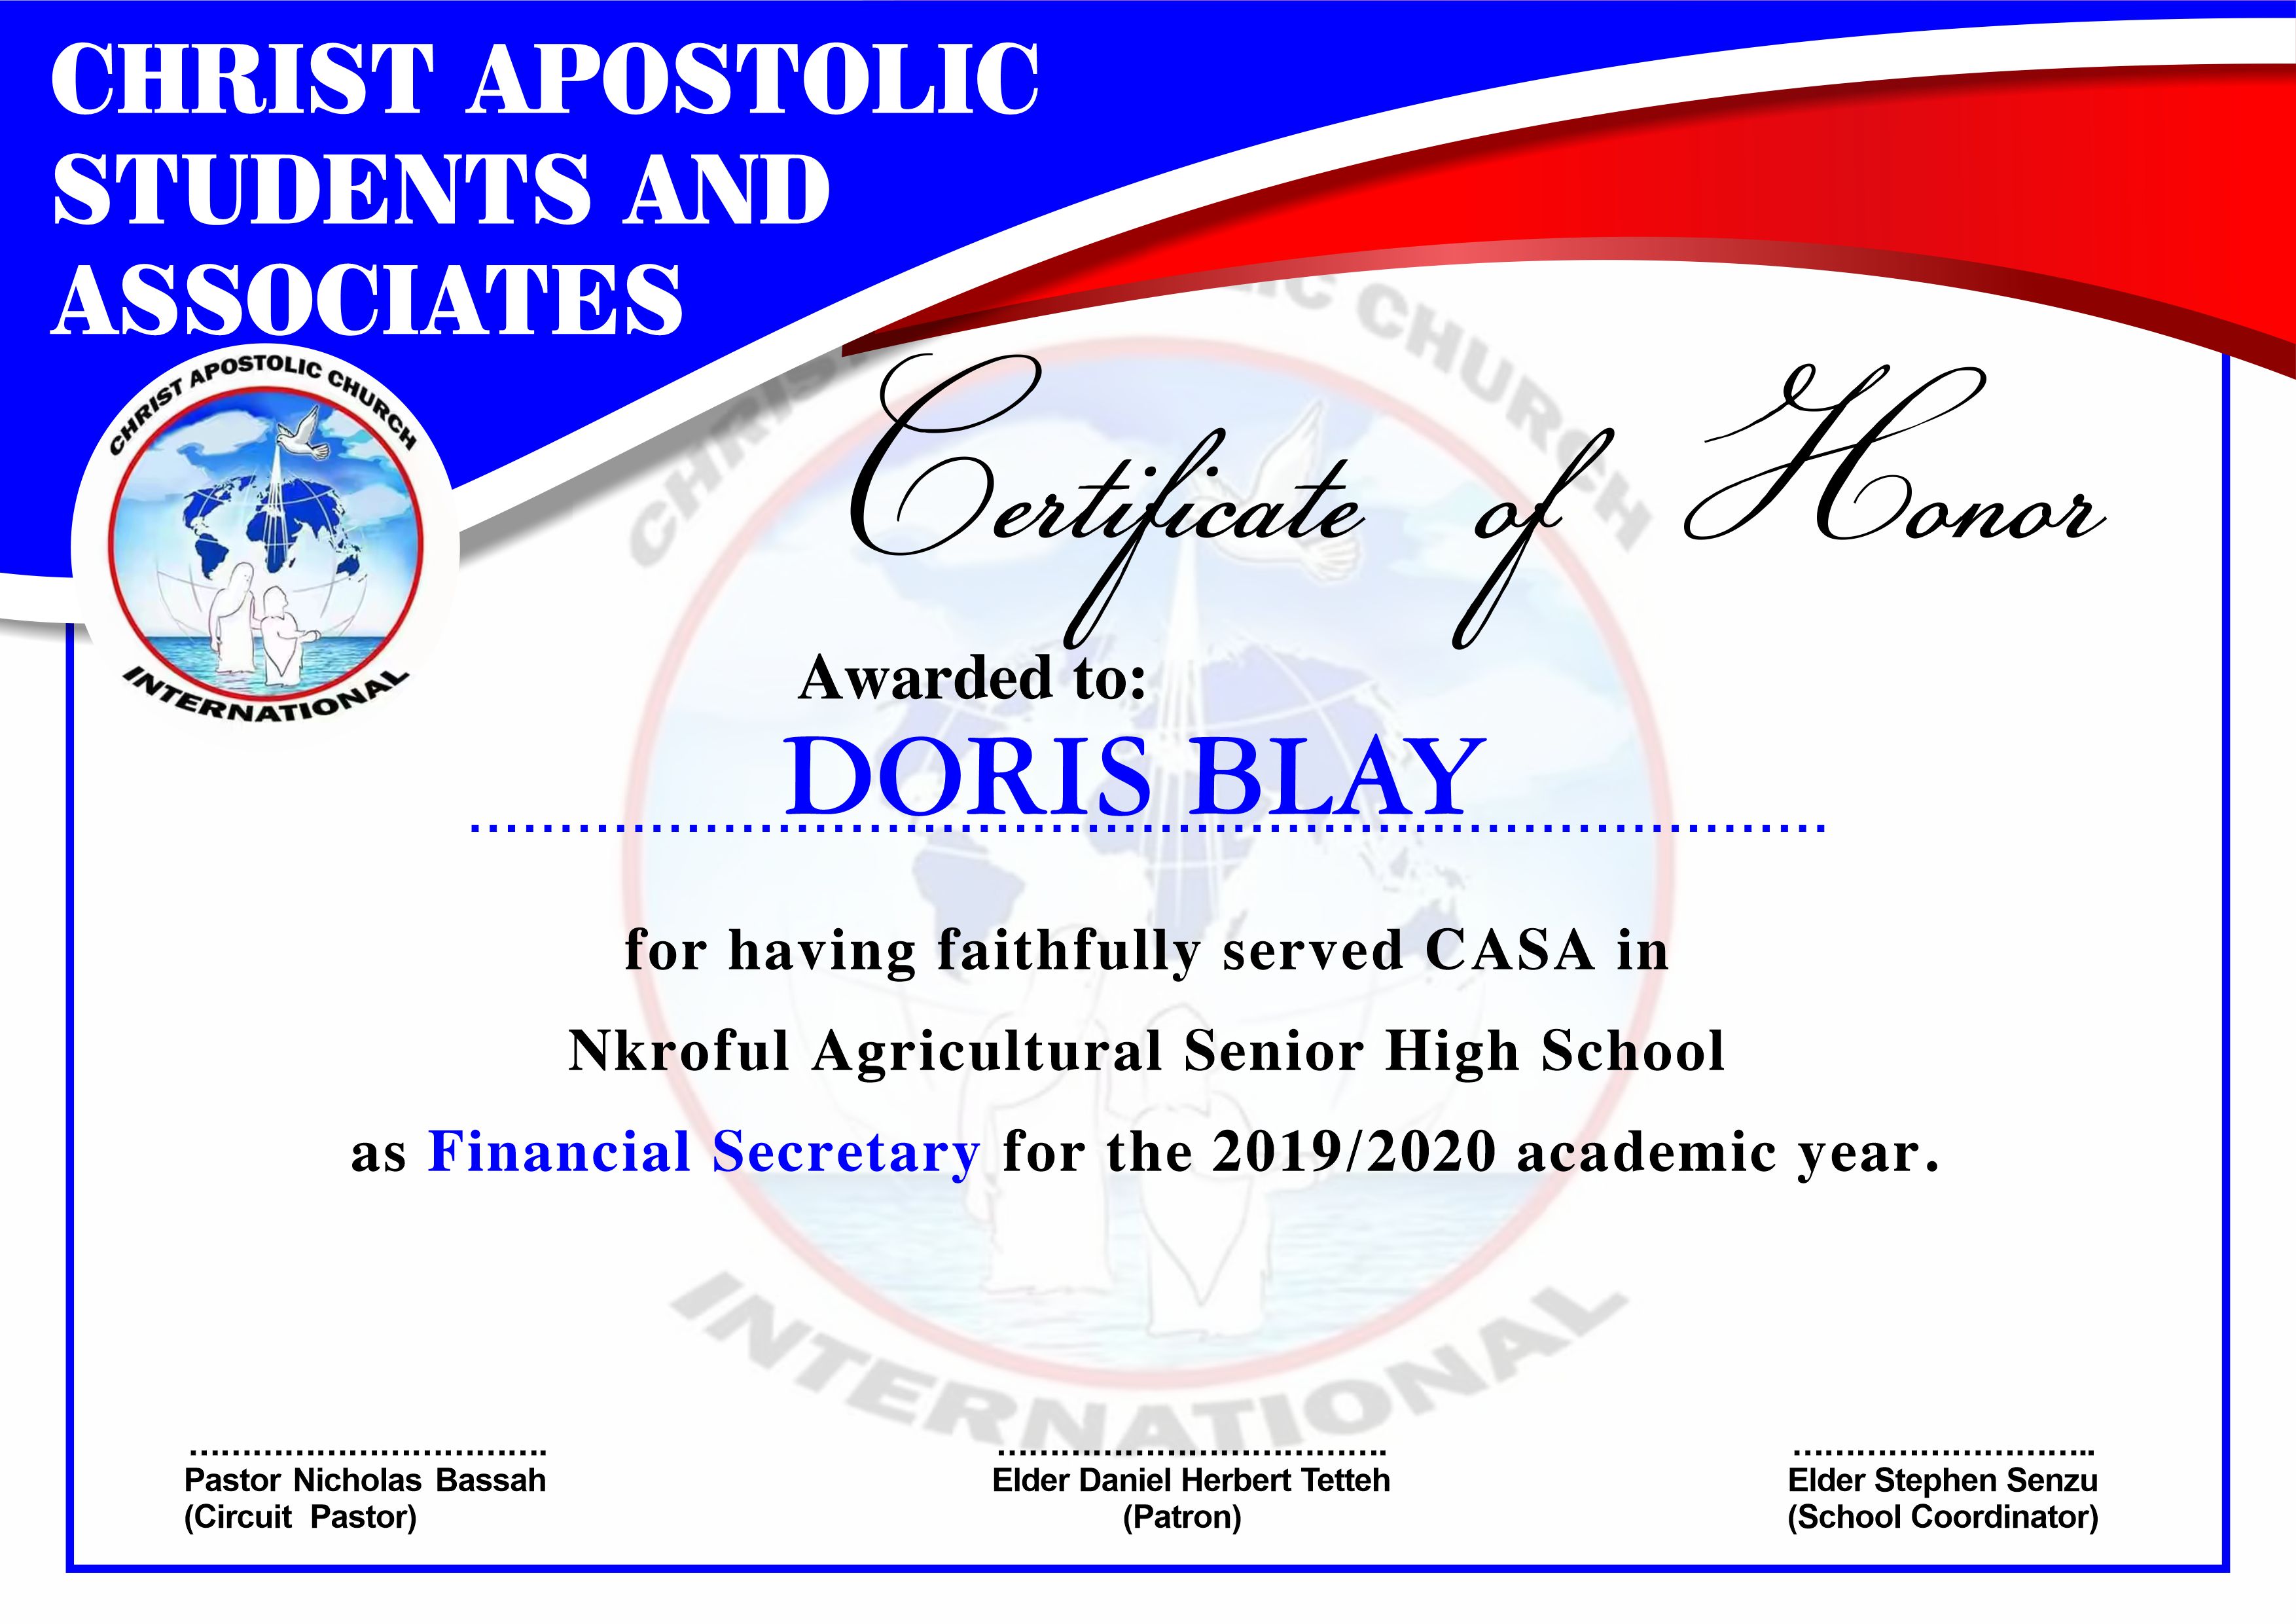 CHRIST APOSTOLIC
STUDENTS AND
ASSOCIATES
CHRIST APOSTOLIC CHURCH
INTERNATIONAL
Certificate of Honor
Awarded to:
DORIS BLAY
for having faithfully served CASA in
Nkroful Agricultural Senior High School
as Financial Secretary for the 2019/2020 academic year.
CHRIST
IC CHURCH
INTERNATIONAL
Pastor Nicholas Bassah
(Circuit Pastor)
Elder Daniel Herbert Tetteh
(Patron)
Elder Stephen Senzu
(School Coordinator)